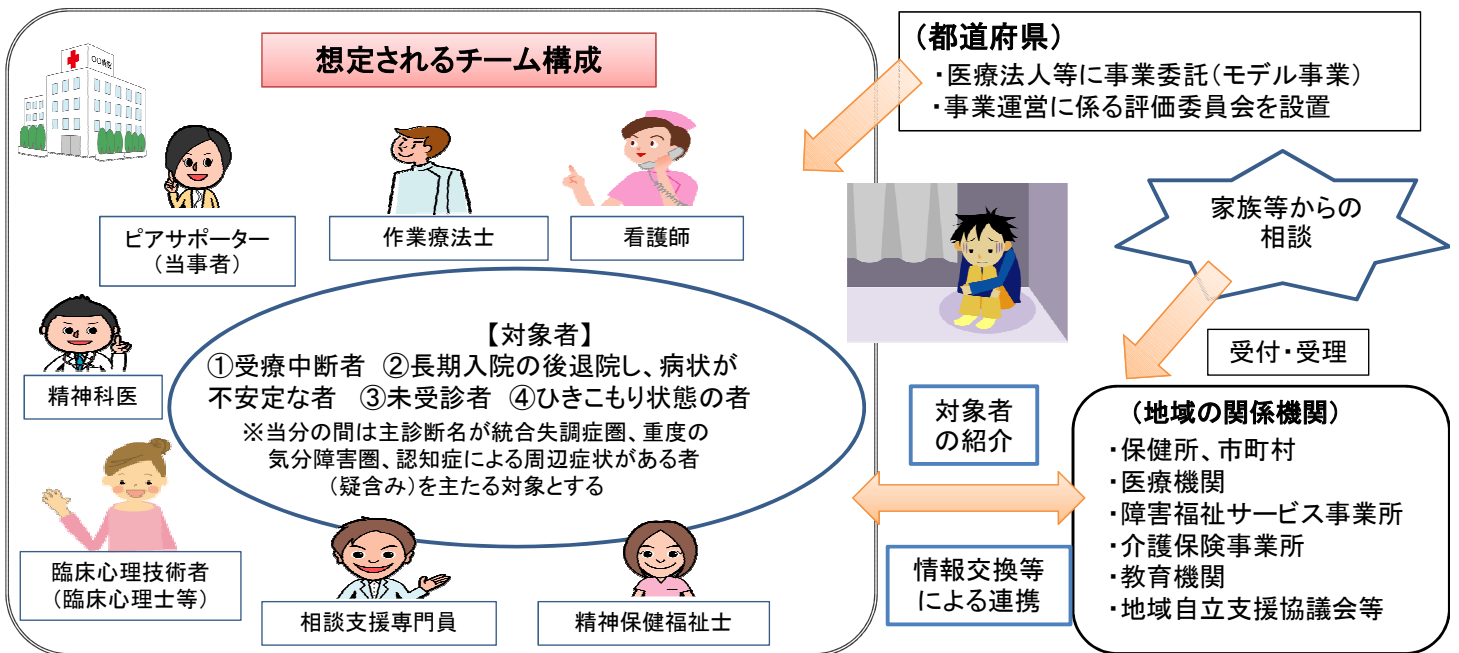 想定されるチーム構成
ピアサポーター
（当事者）
作業療法士
看護師
精神科医
【対象者】
①受療中断者　②長期入院の後退院し、病状が
不安定な者　③未受診者　④ひきこもり状態の者
※当分の間は主診断名が統合失調症圏、重度の
気分障害圏、認知症による周辺症状がある者
（疑含み）を主たる対象とする
臨床心理技術者
（臨床心理士等）
相談支援専門員
精神保健福祉士
（都道府県）
・医療法人等に事業委託（モデル事業）
・事業運営に係る評価委員会を設置
家族等からの
相談
受付・受理
対象者
の紹介
情報交換等
による連携
（地域の関係機関）
・保健所、市町村
・医療機関
・障害福祉サービス事業所
・介護保険事業所
・教育機関
・地域自立支援協議会等